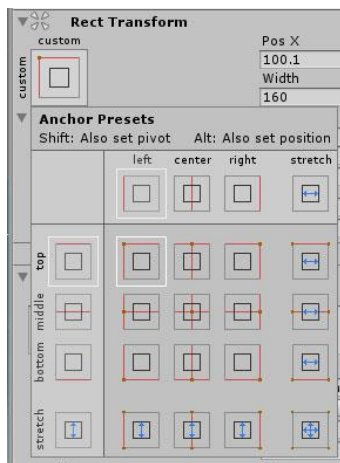 Rect Transform
custom
Pos X
custom
100.1
Width
160
Anchor Presets
Shift: Also set pivot Alt: Also set position
left center right stretch
top
middle
bottom
stretch